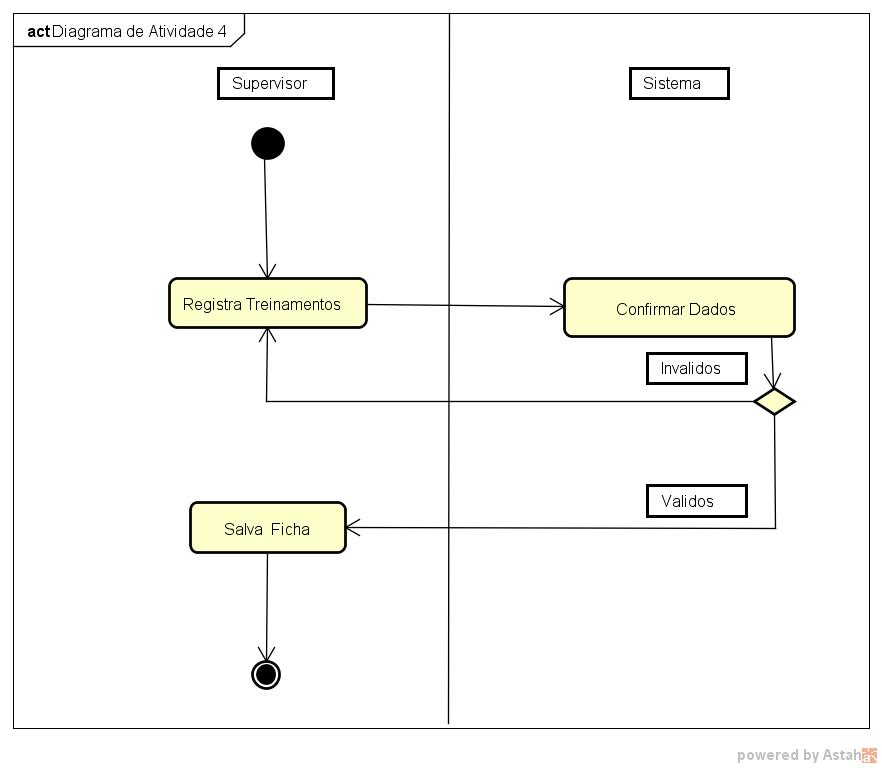 act Diagrama de Atividade 4
Supervisor
Sistema
Registra Treinamentos
Confirmar Dados
Invalidos
Validos
Salva Ficha
powered by Astah